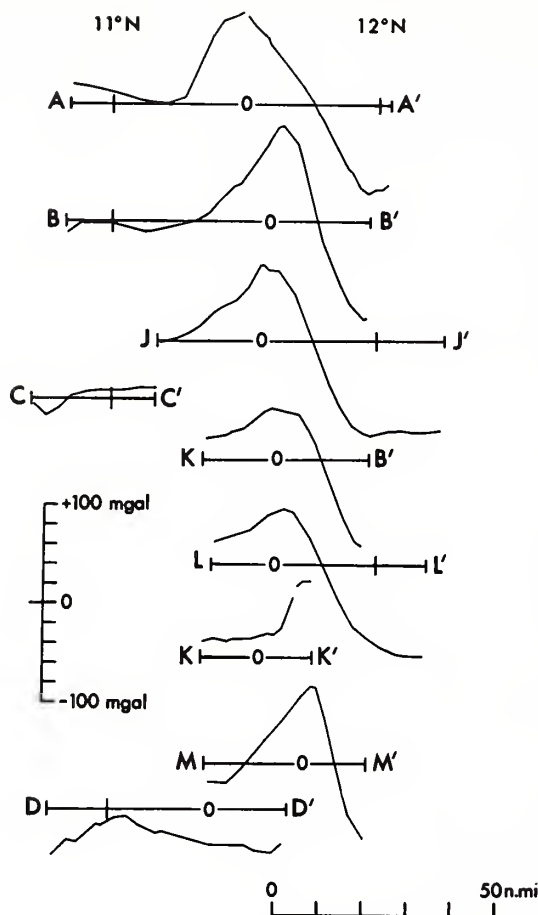 11°N 12°N
A 0 A'
B 0 B'
J 0 J'
C C'
K 0 B'
+100 mgal
L 0 L'
0
K 0 K'
-100 mgal
M 0 M'
D 0 D'
0 50 n.mi